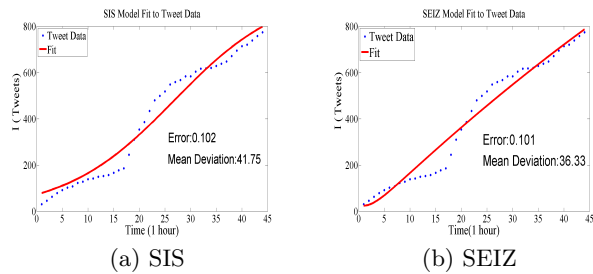 SIS Model Fit to Tweet Data
800
600
400
200
0
I ( Tweets)
Tweet Data
Fit
Error:0.102
Mean Deviation:41.75
0 5 10 15 20 25 30 35 40 45
Time (1 hour)
(a) SIS
SEIZ Model Fit to Tweet Data
800
600
400
200
0
I ( Tweets)
Tweet Data
Fit
Error:0.101
Mean Deviation:36.33
0 5 10 15 20 25 30 35 40 45
Time(1 hour)
(b) SEIZ